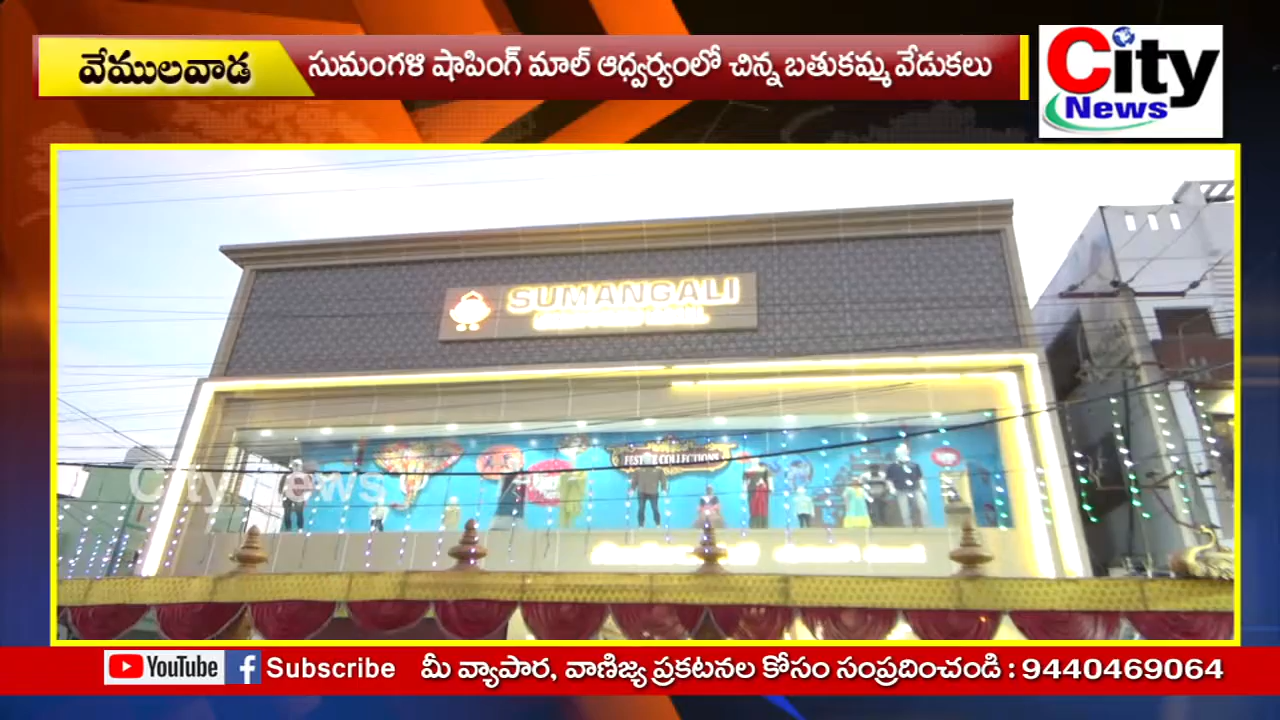 వేములవాడ
సుమంగళి షాపింగ్ మాల్ ఆధ్వర్యంలో చిన్న బతుకమ్మ వేడుకలు
City
News
SUMANGALI
FESTIVE COLLECTIONS
City News
YouTube f Subscribe మీ వ్యాపార, వాణిజ్య ప్రకటనల కోసం సంప్రదించండి : 9440469064